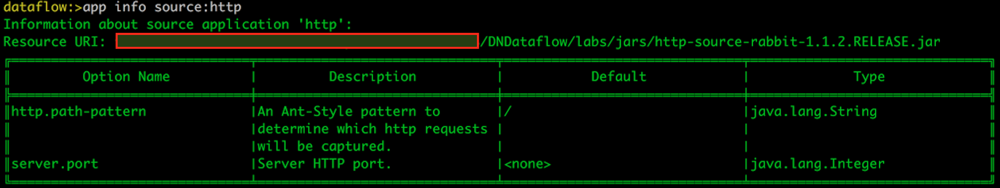 dataflow:>app info source:http
Information about source application 'http':
Resource URI: /DNDataflow/labs/jars/http-source-rabbit-1.1.2.RELEASE.jar
Option Name | Description | Default | Type
http.path-pattern |An Ant-Style pattern to |/ |java.lang.String
|determine which http requests | |
|will be captured. | |
server.port |Server HTTP port. |<none> |java.lang.Integer